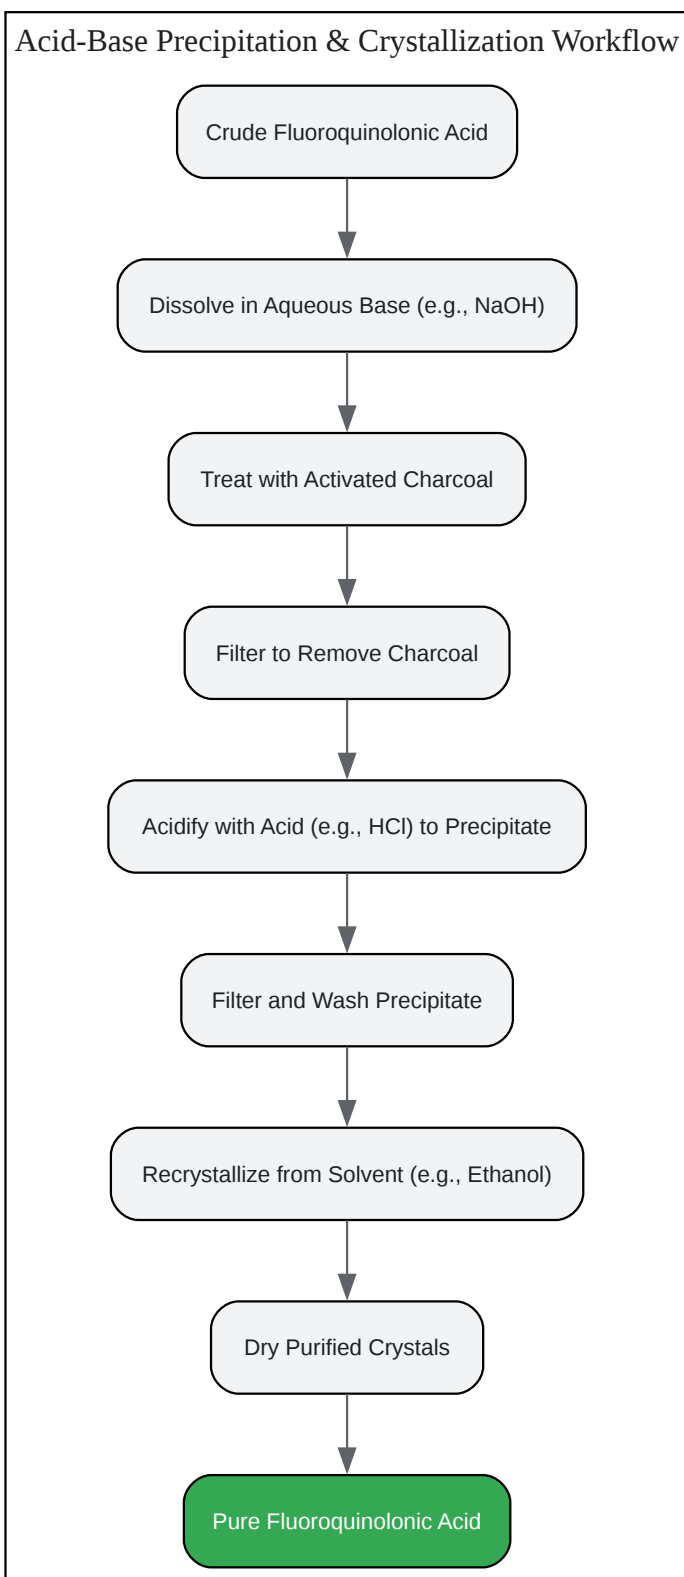 Acid-Base Precipitation & Crystallization Workflow
Crude Fluoroquinolonic Acid
Dissolve in Aqueous Base (e.g., NaOH)
Treat with Activated Charcoal
Filter to Remove Charcoal
Acidify with Acid (e.g., HCl) to Precipitate
Filter and Wash Precipitate
Recrystallize from Solvent (e.g., Ethanol)
Dry Purified Crystals
Pure Fluoroquinolonic Acid